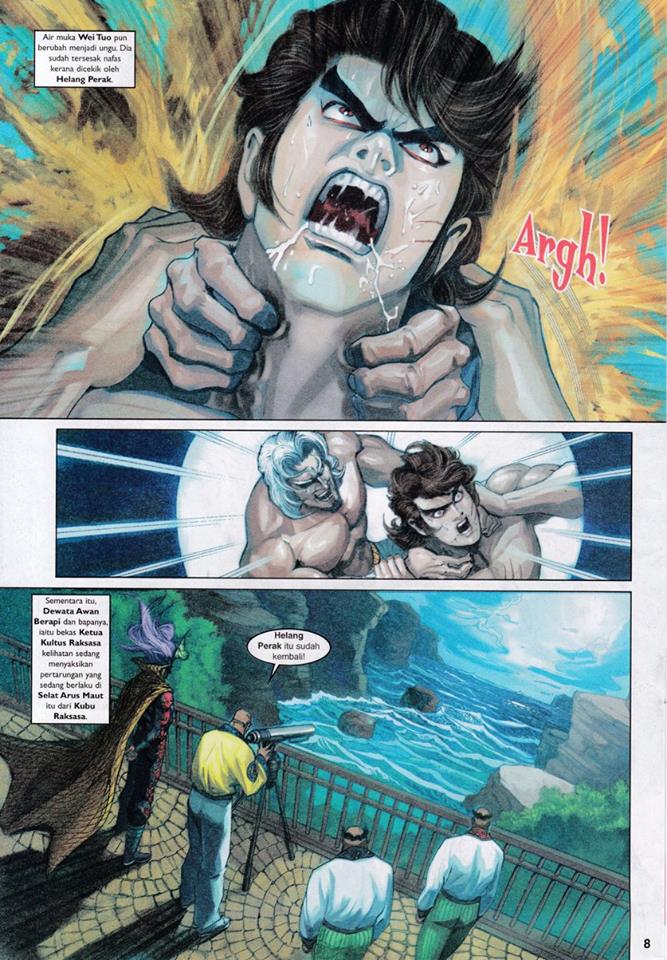 Air muka Wei Tuo pun
berubah menjadi ungu. Dia
sudah tersesak nafas
kerana dicekik oleh
Helang Perak.
Argh!
Sementara itu,
Dewata Awan
Berapi dan bapanya,
iaitu bekas Ketua
Kultus Raksasa
kelihatan sedang
menyaksikan
pertarungan yang
sedang berlaku di
Selat Arus Maut
itu dari Kubu
Raksasa.
Helang
Perak itu sudah
kembali!
8